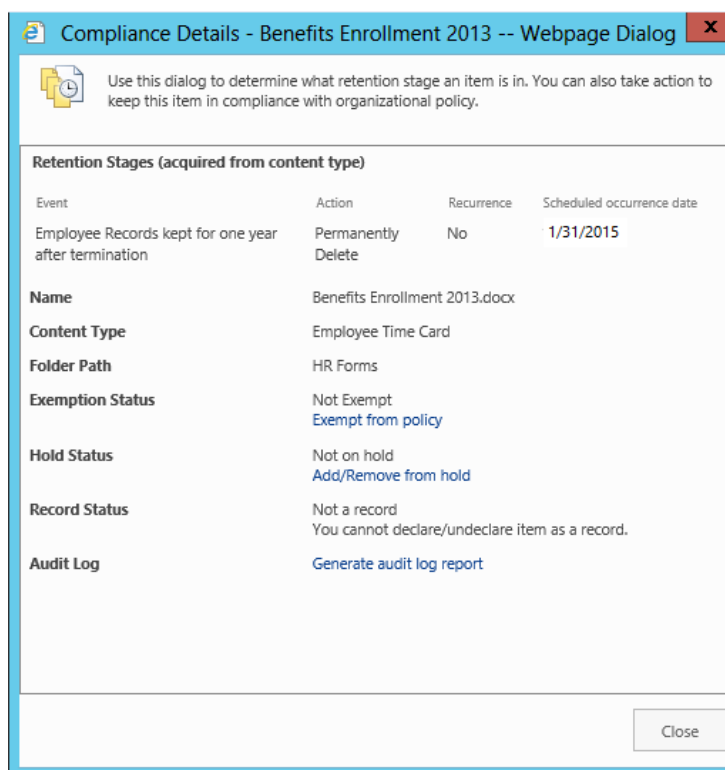 Compliance Details - Benefits Enrollment 2013 -- Webpage Dialog
x
Use this dialog to determine what retention stage an item is in. You can also take action to
keep this item in compliance with organizational policy.
Retention Stages (acquired from content type)
Event Action Recurrence Scheduled occurrence date
Employee Records kept for one year Permanently No 1/31/2015
after termination Delete
Name Benefits Enrollment 2013.docx
Content Type Employee Time Card
Folder Path HR Forms
Exemption Status Not Exempt
Exempt from policy
Hold Status Not on hold
Add/Remove from hold
Record Status Not a record
You cannot declare/undeclare item as a record.
Audit Log Generate audit log report
Close